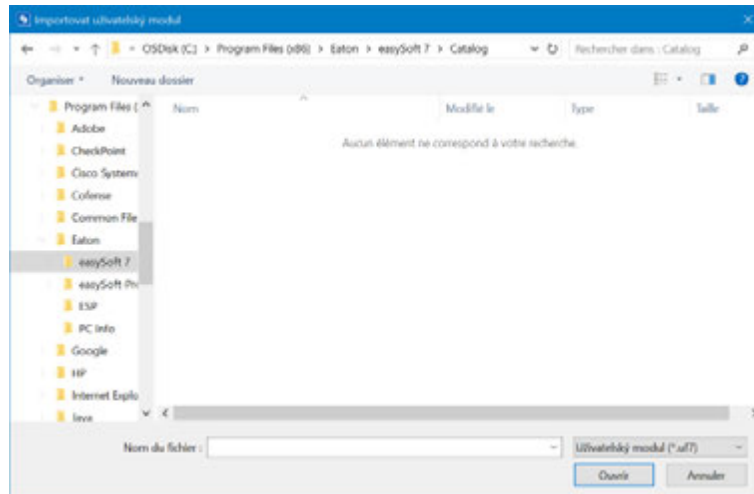 Importovat uživatelský modul
« OSDisk (C:) > Program Files (x86) > Eaton > easySoft 7 > Catalog
Rechercher dans : Catalog
Organiser
Nouveau dossier
Program Files (
Nom
Modifié le
Type
Taille
Adobe
Aucun élément ne correspond à votre recherche.
CheckPoint
Cisco Systems
Cofense
Common File
Eaton
easySoft 7
easySoft-Pro
ESP
PC Info
Google
HP
Internet Explo
Java
Nom du fichier :
Uživatelský modul (*.uf7)
Ouvrir
Annuler